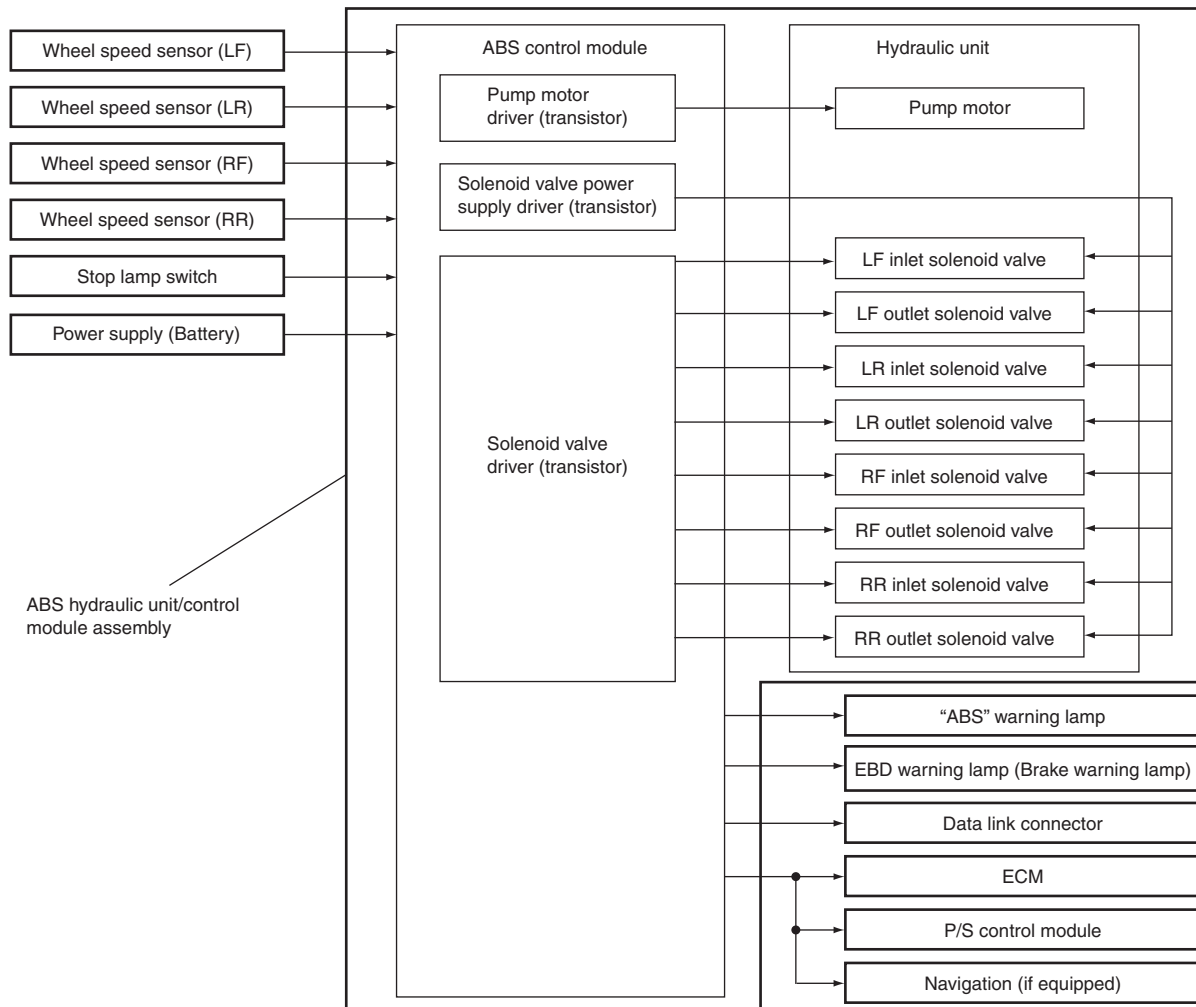 Wheel speed sensor (LF)
Wheel speed sensor (LR)
Wheel speed sensor (RF)
Wheel speed sensor (RR)
Stop lamp switch
Power supply (Battery)
ABS hydraulic unit/control
module assembly
ABS control module
Pump motor
driver (transistor)
Solenoid valve power
supply driver (transistor)
Solenoid valve
driver (transistor)
Hydraulic unit
Pump motor
LF inlet solenoid valve
LF outlet solenoid valve
LR inlet solenoid valve
LR outlet solenoid valve
RF inlet solenoid valve
RF outlet solenoid valve
RR inlet solenoid valve
RR outlet solenoid valve
“ABS” warning lamp
EBD warning lamp (Brake warning lamp)
Data link connector
ECM
P/S control module
Navigation (if equipped)